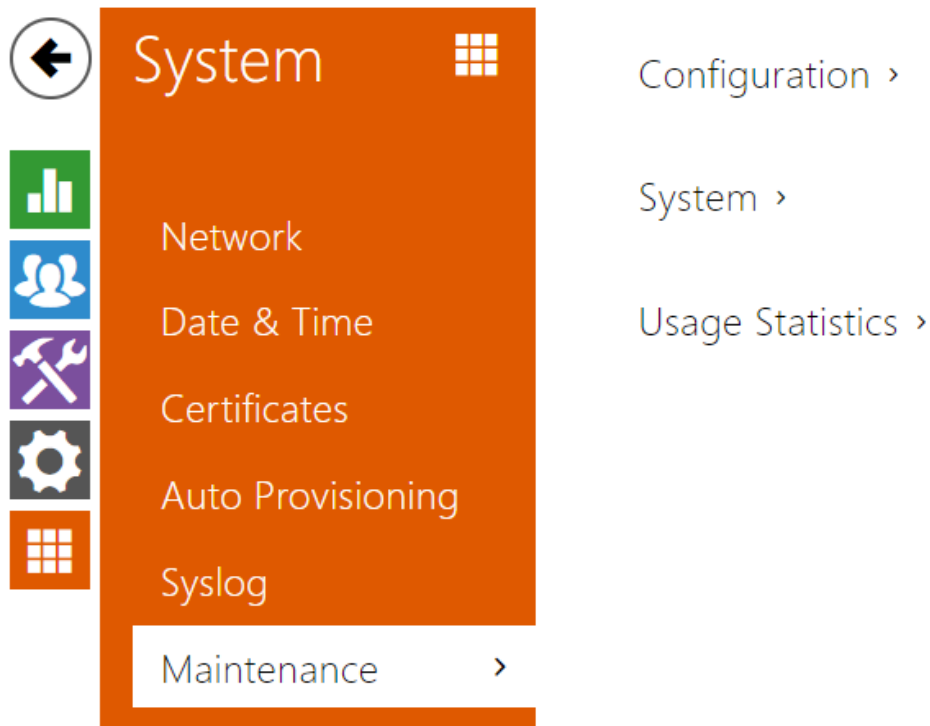 System
Network
Date & Time
Certificates
Auto Provisioning
Syslog
Maintenance
Configuration
System
Usage Statistics